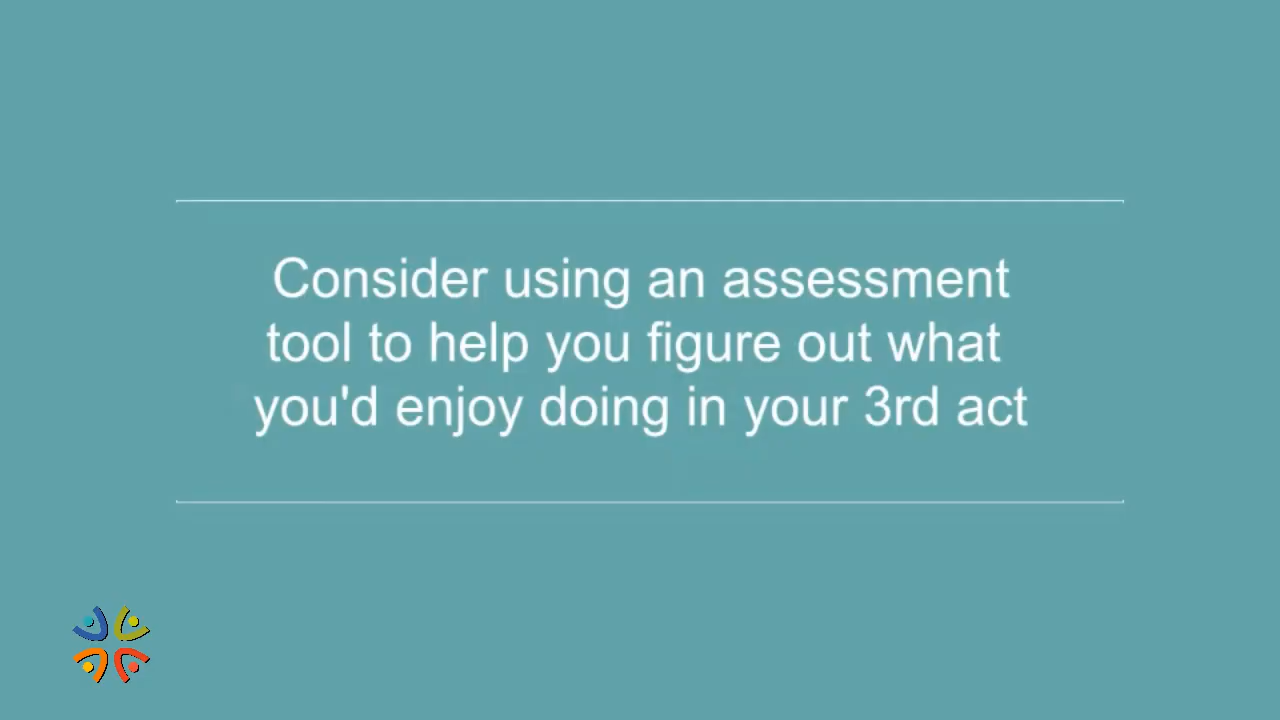 Consider using an assessment
tool to help you figure out what
you'd enjoy doing in your 3rd act